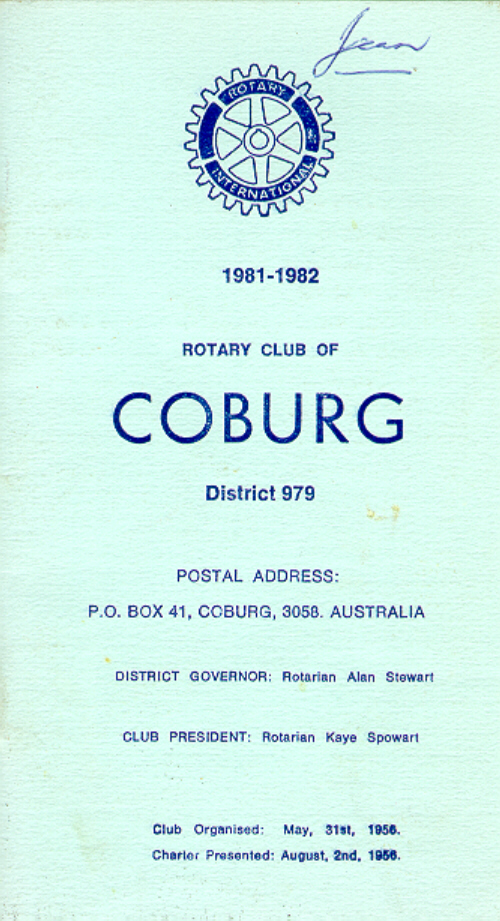 Jean
ROTARY
INTERNATIONAL
1981-1982
ROTARY CLUB OF
COBURG
District 979
POSTAL ADDRESS:
P.O. BOX 41, COBURG, 3058. AUSTRALIA
DISTRICT GOVERNOR: Rotarian Alan Stewart
CLUB PRESIDENT: Rotarian Kaye Spowart
Club Organised: May, 31st, 1956.
Charter Presented: August, 2nd, 1956.